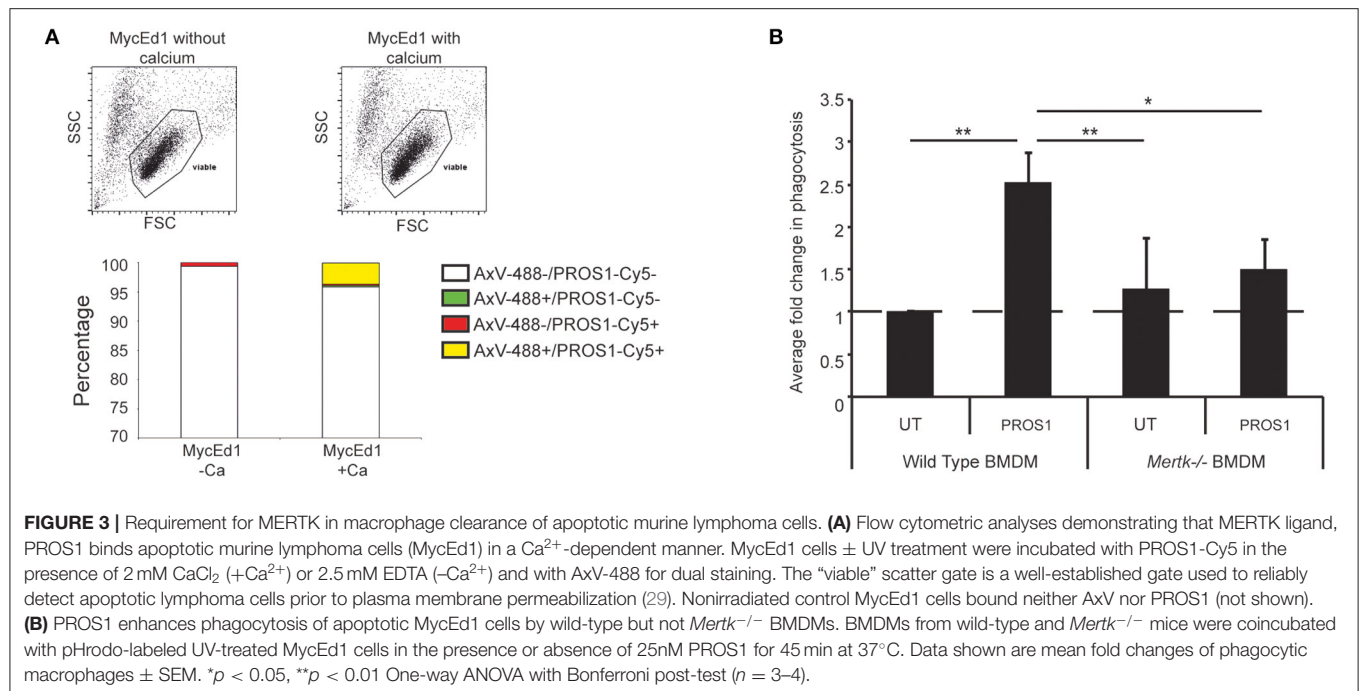 A
MycEd1 without
calcium
MycEd1 with
calcium
SSC
viable
FSC
SSC
viable
FSC
Percentage
100
95
90
85
80
75
70
MycEd1
-Ca
MycEd1
+Ca
AxV-488-/PROS1-Cy5-
AxV-488+/PROS1-Cy5-
AxV-488-/PROS1-Cy5+
AxV-488+/PROS1-Cy5+
B
Average fold change in phagocytosis
3.5
3
2.5
2
1.5
1
0.5
0
**
**
*
UT
PROS1
UT
PROS1
Wild Type BMDM
Mertk-/- BMDM
FIGURE 3 | Requirement for MERTK in macrophage clearance of apoptotic murine lymphoma cells. (A) Flow cytometric analyses demonstrating that MERTK ligand,
PROS1 binds apoptotic murine lymphoma cells (MycEd1) in a Ca²⁺-dependent manner. MycEd1 cells ± UV treatment were incubated with PROS1-Cy5 in the
presence of 2 mM CaCl₂ (+Ca²⁺) or 2.5 mM EDTA (–Ca²⁺) and with AxV-488 for dual staining. The “viable” scatter gate is a well-established gate used to reliably
detect apoptotic lymphoma cells prior to plasma membrane permeabilization (29). Nonirradiated control MycEd1 cells bound neither AxV nor PROS1 (not shown).
(B) PROS1 enhances phagocytosis of apoptotic MycEd1 cells by wild-type but not Mertk⁻/⁻ BMDMs. BMDMs from wild-type and Mertk⁻/⁻ mice were coincubated
with pHrodo-labeled UV-treated MycEd1 cells in the presence or absence of 25nM PROS1 for 45 min at 37°C. Data shown are mean fold changes of phagocytic
macrophages ± SEM. *p < 0.05, **p < 0.01 One-way ANOVA with Bonferroni post-test (n = 3–4).